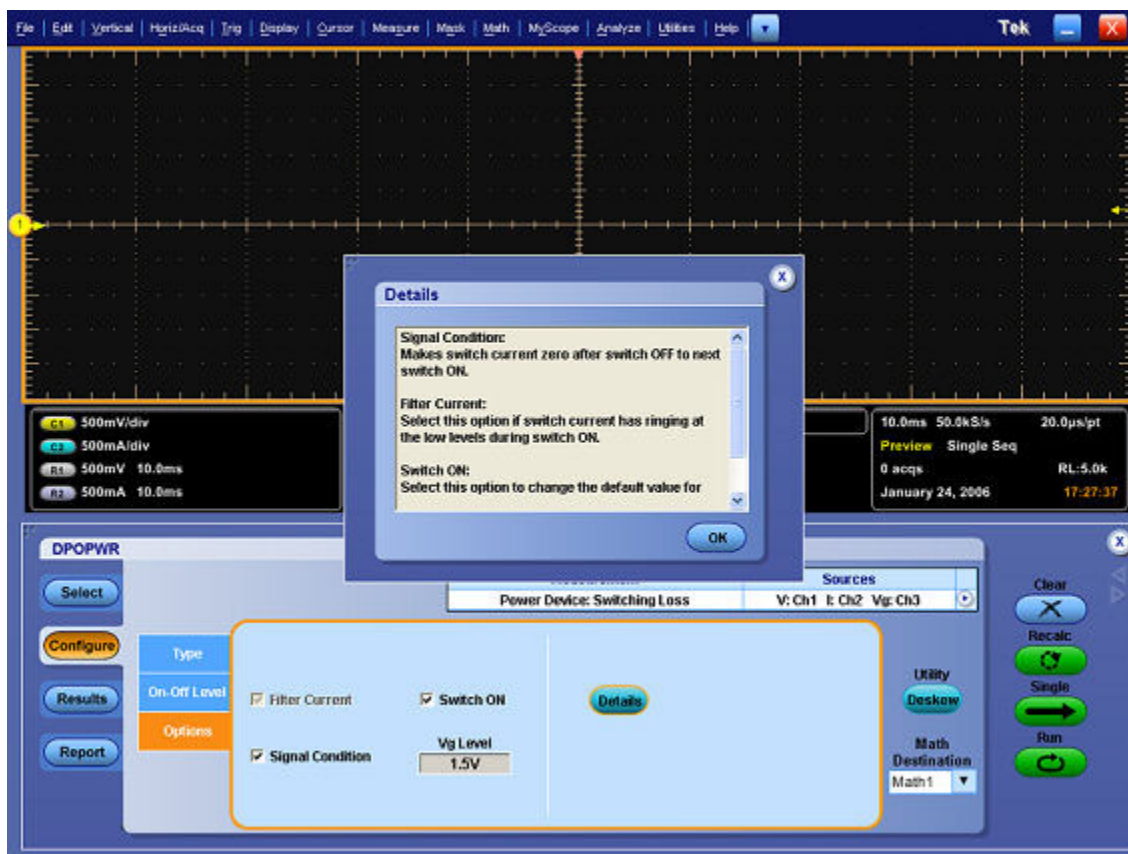 File | Edit | Vertical | Horiz/Acq | Trig | Display | Cursor | Measure | Mask | Math | MyScope | Analyze | Utilities | Help
Tek
X
1
X
Details
Signal Condition:
Makes switch current zero after switch OFF to next
switch ON.
Filter Current:
Select this option if switch current has ringing at
the low levels during switch ON.
Switch ON:
Select this option to change the default value for
OK
C1 500mV/div
500mA/div
R1 500mV 10.0ms
R2 500mA 10.0ms
10.0ms 50.0kS/s 20.0µs/pt
Preview Single Seq
0 acqs RL:5.0k
January 24, 2006 17:27:37
DPOPWR
X
Select
Configure
Results
Report
Type
On-Off Level
Options
Sources
Power Device: Switching Loss V: Ch1 I: Ch2 Vg: Ch3
Filter Current
Switch ON
Details
Signal Condition
Vg Level
1.5V
Utility
Deskew
Math
Destination
Math1
Clear
Recalc
Single
Run